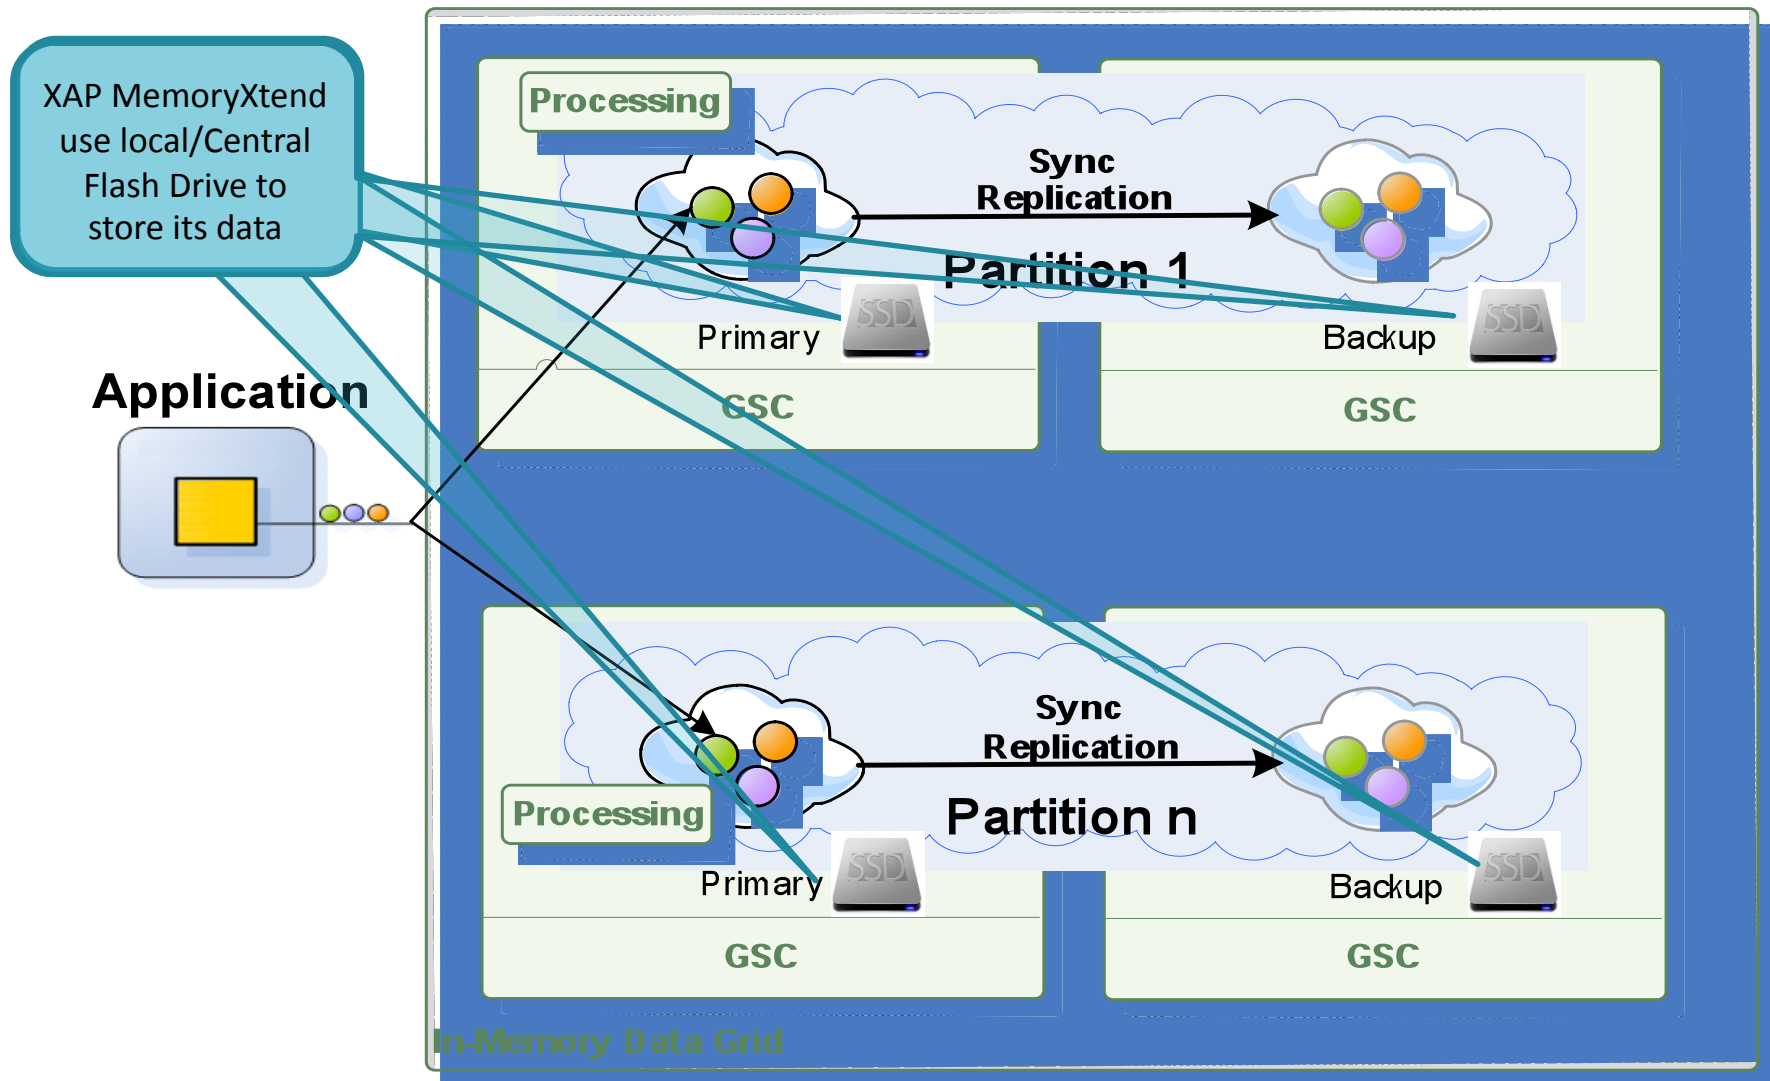 XAP MemoryXtend
use local/Central
Flash Drive to
store its data
Application
Processing
Sync
Replication
Partition 1
Primary
SSD
Backup
SSD
GSC
GSC
Sync
Replication
Partition n
Processing
Primary
SSD
Backup
SSD
GSC
GSC
In-Memory Data Grid